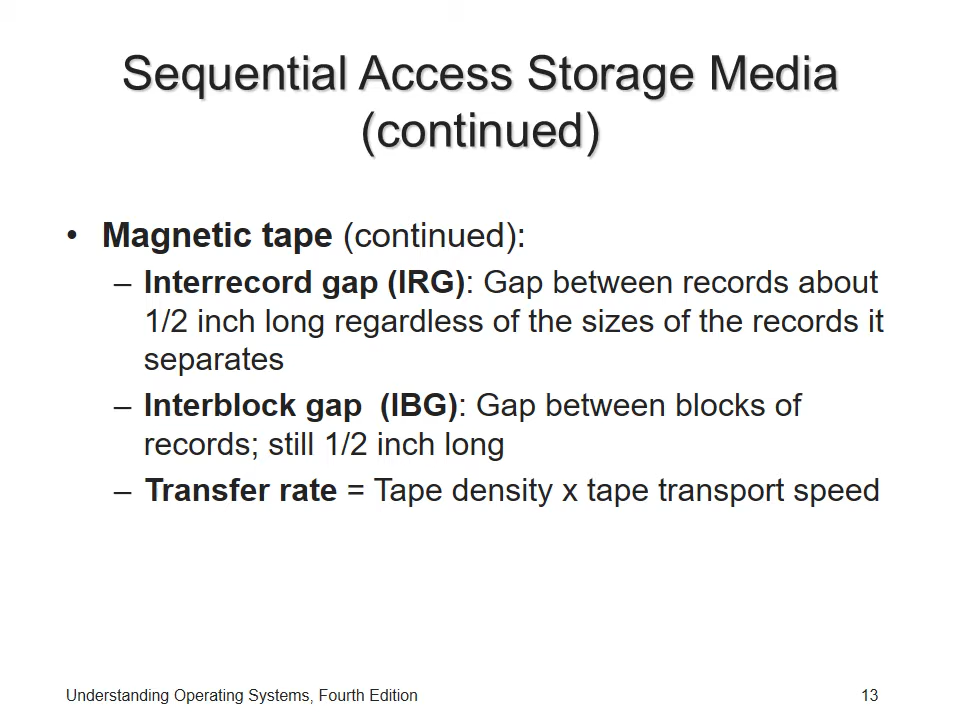 Sequential Access Storage Media
(continued)
• Magnetic tape (continued):
– Interrecord gap (IRG): Gap between records about
1/2 inch long regardless of the sizes of the records it
separates
– Interblock gap  (IBG): Gap between blocks of
records; still 1/2 inch long
– Transfer rate = Tape density x tape transport speed
Understanding Operating Systems, Fourth Edition
13